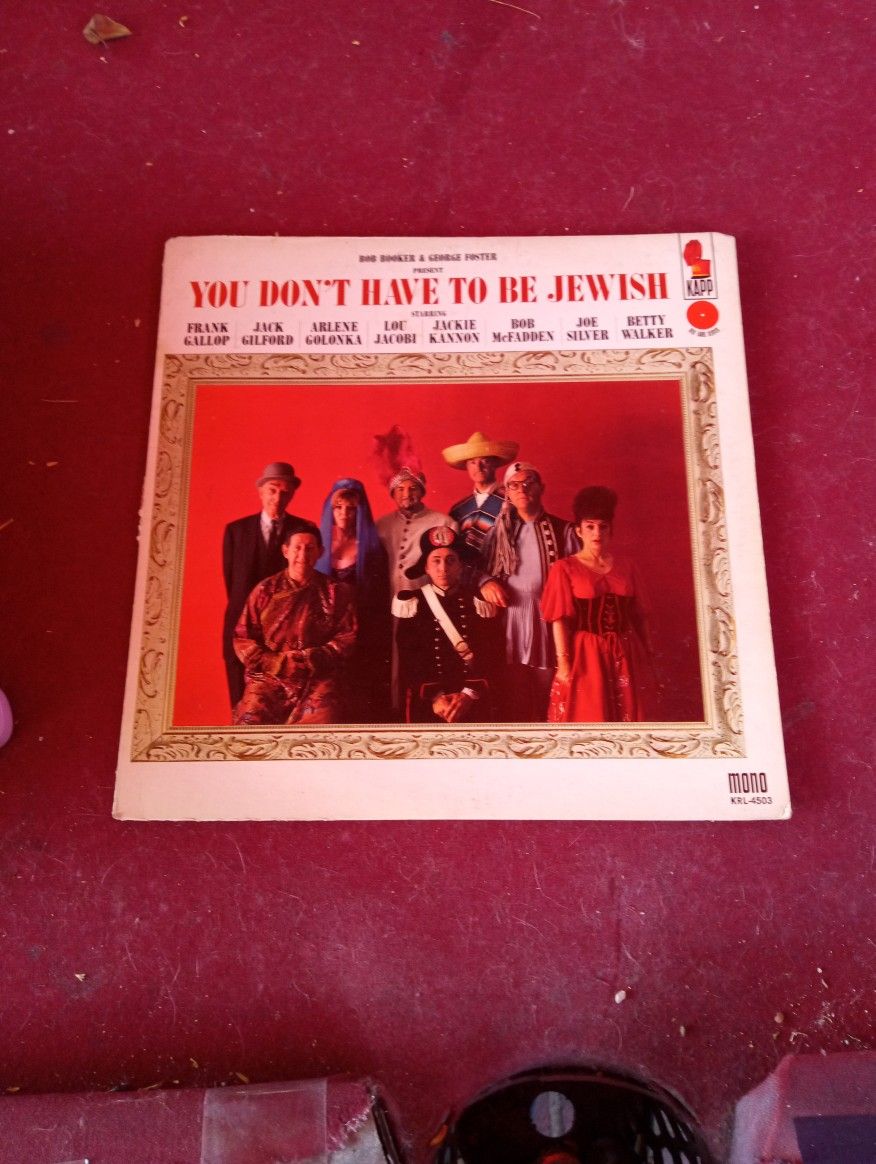 BOB BOOKER & GEORGE FOSTER
PRESENT
YOU DON'T HAVE TO BE JEWISH
KAPP
STARRING
FRANK GALLOP
JACK GILFORD
ARLENE GOLONKA
LOU JACOBI
JACKIE KANNON
BOB McFADDEN
JOE SILVER
BETTY WALKER
mono
KRL-4503